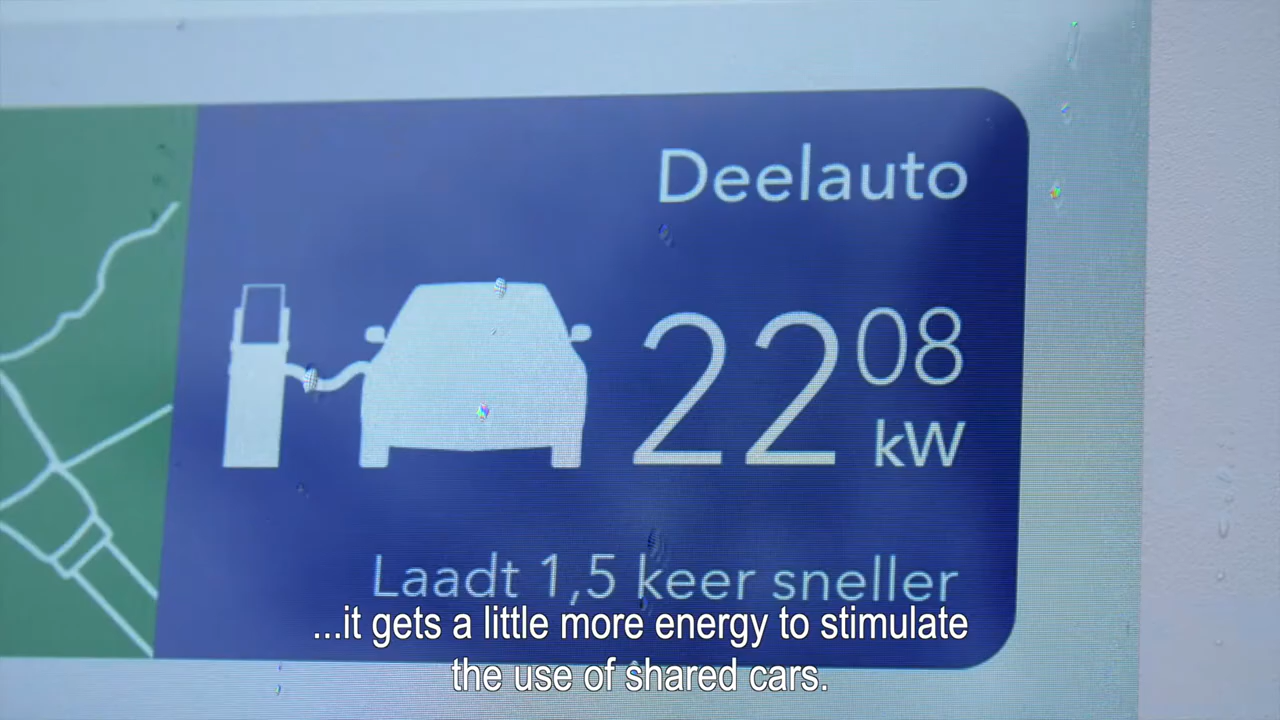 Deelauto
22 08
kW
Laadt 1,5 keer sneller
...it gets a little more energy to stimulate
the use of shared cars.